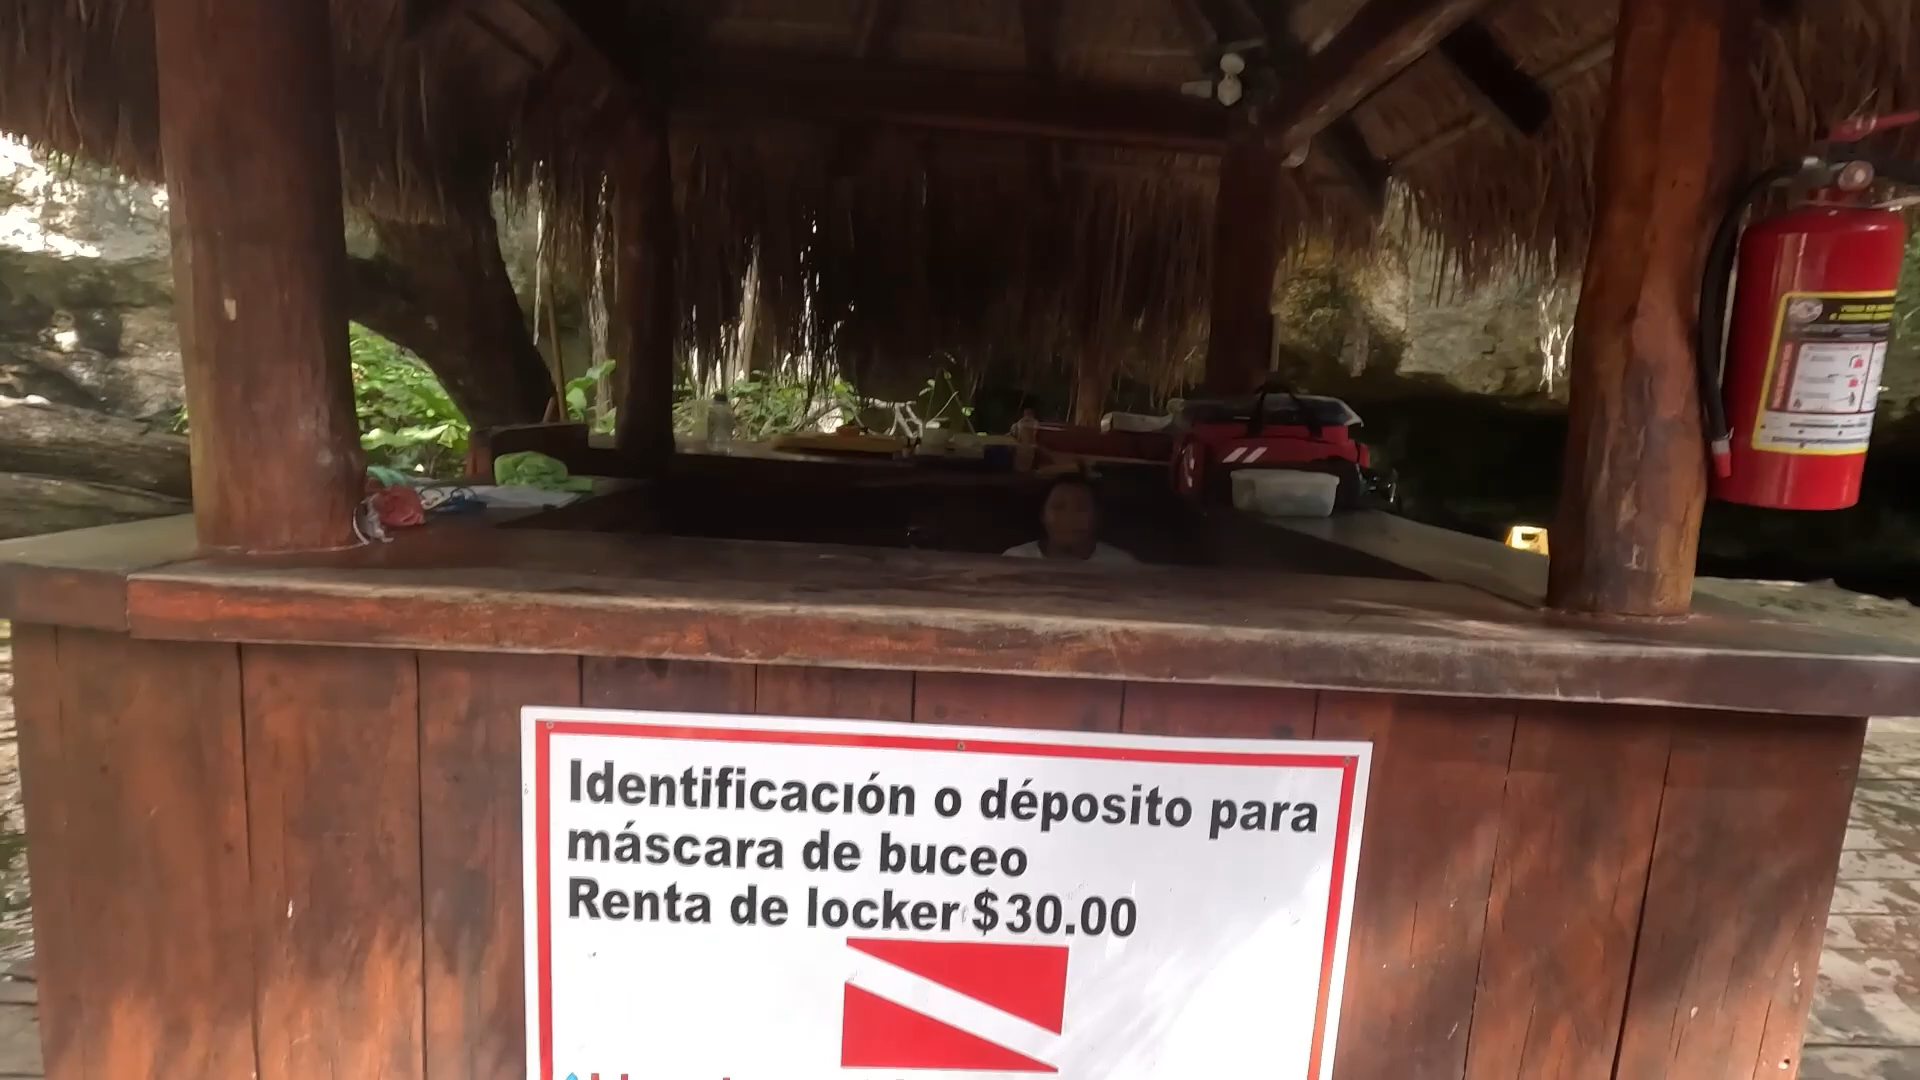 Identificación o déposito para
máscara de buceo
Renta de locker $30.00